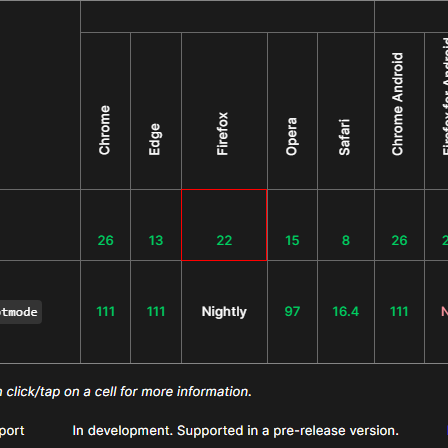 Chrome Edge Firefox Opera Safari Chrome Android Firefox for Android
26 13 22 15 8 26 2
tmode 111 111 Nightly 97 16.4 111 N
click/tap on a cell for more information.
port In development. Supported in a pre-release version.